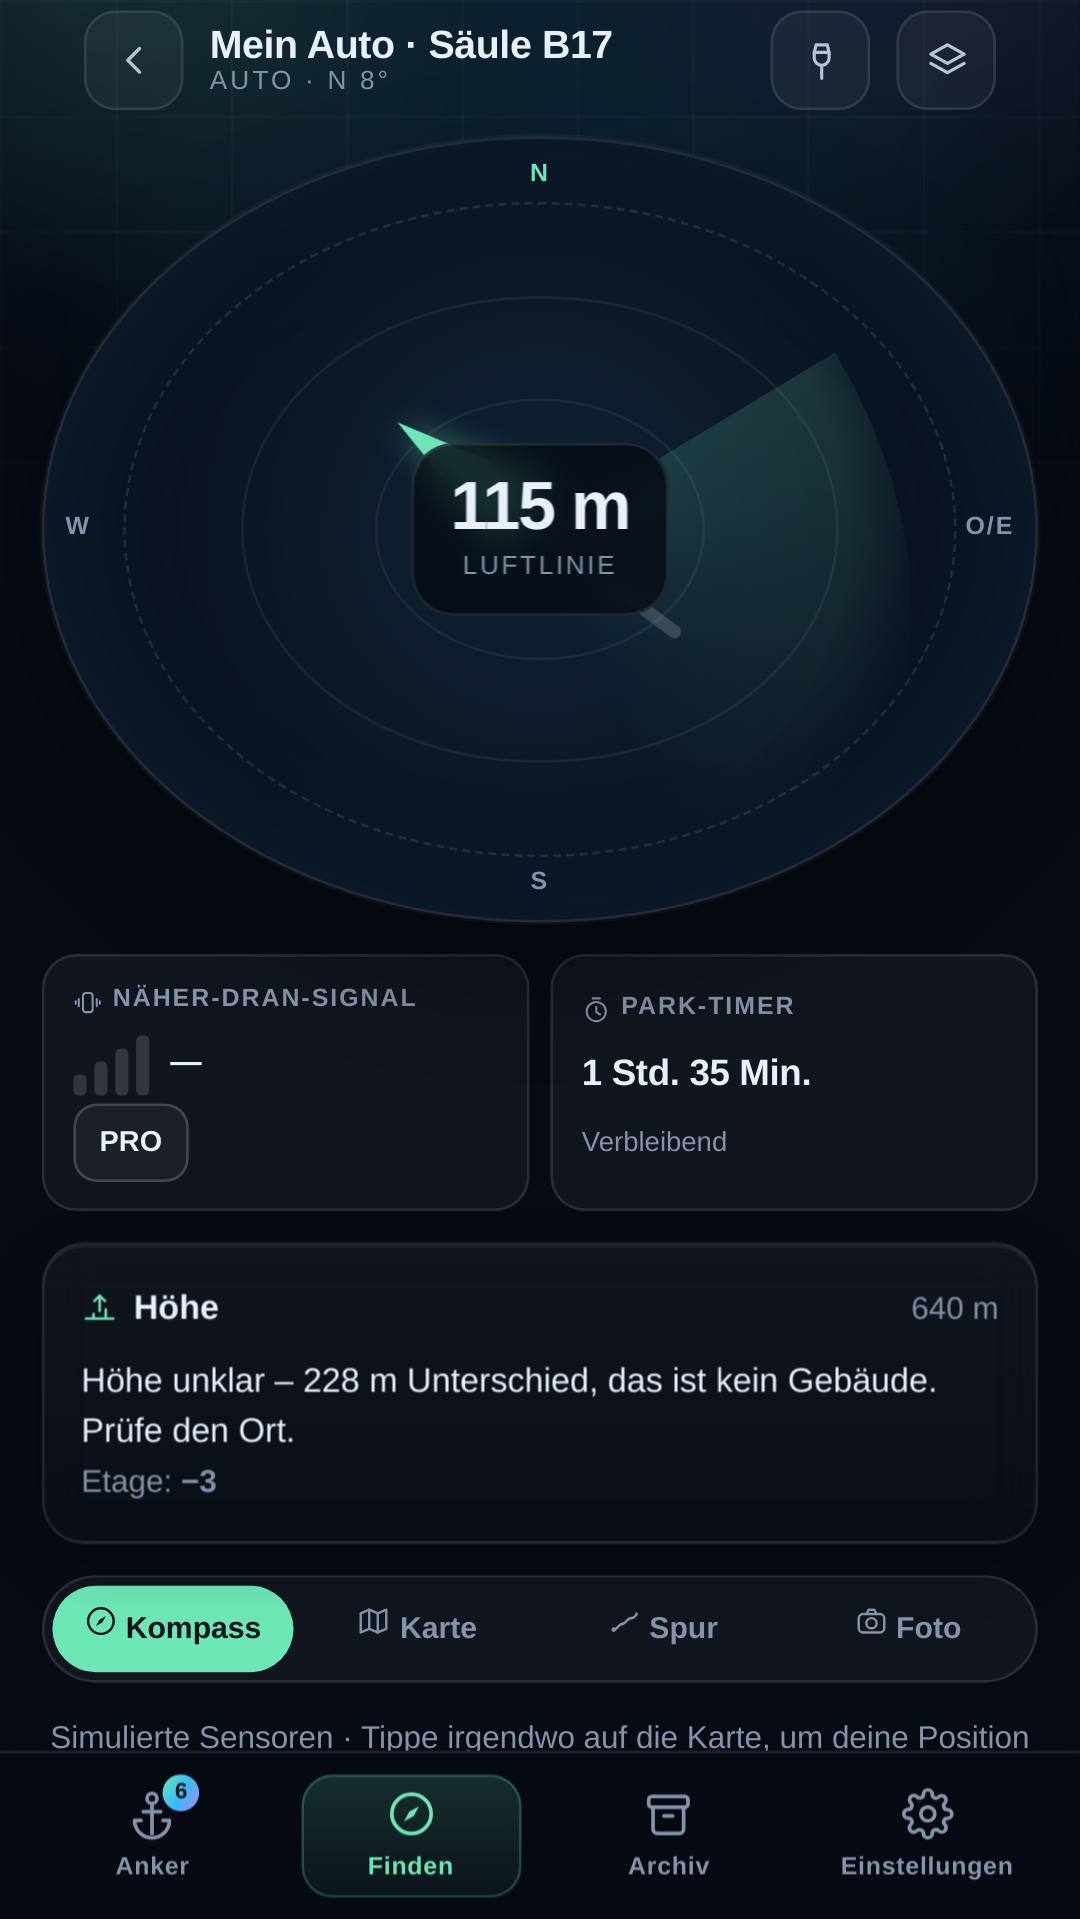 Mein Auto · Säule B17
AUTO · N 8°
N
W
O/E
115 m
LUFTLINIE
S
NÄHER-DRAN-SIGNAL
—
PRO
PARK-TIMER
1 Std. 35 Min.
Verbleibend
Höhe
640 m
Höhe unklar – 228 m Unterschied, das ist kein Gebäude.
Prüfe den Ort.
Etage: −3
Kompass
Karte
Spur
Foto
Simulierte Sensoren · Tippe irgendwo auf die Karte, um deine Position
6
Anker
Finden
Archiv
Einstellungen